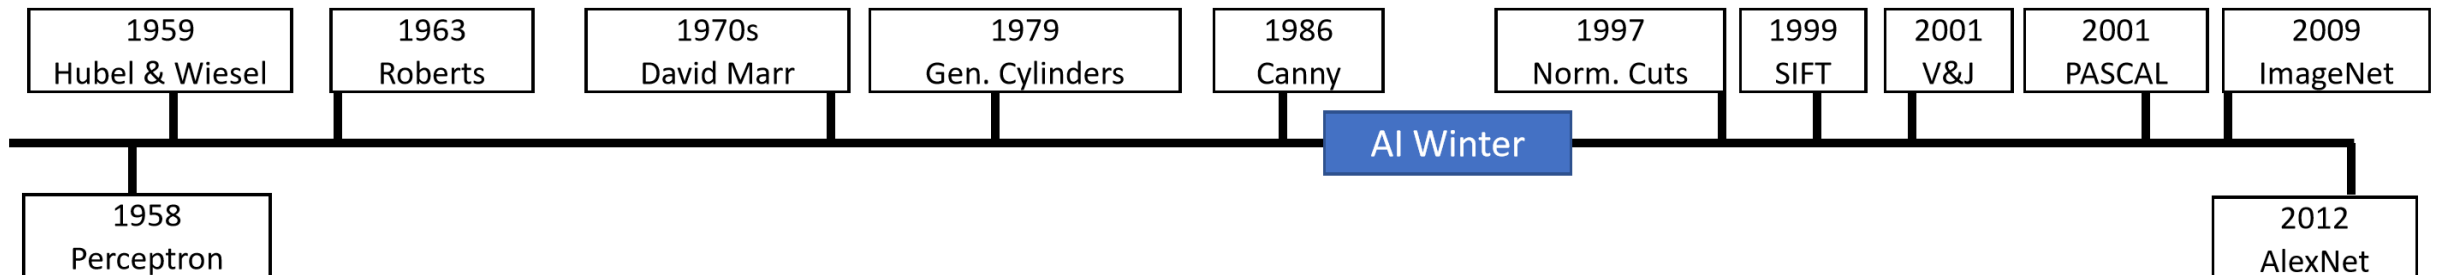 1959
Hubel & Wiesel
1963
Roberts
1970s
David Marr
1979
Gen. Cylinders
1986
Canny
1997
Norm. Cuts
1999
SIFT
2001
V&J
2001
PASCAL
2009
ImageNet
AI Winter
1958
Perceptron
2012
AlexNet